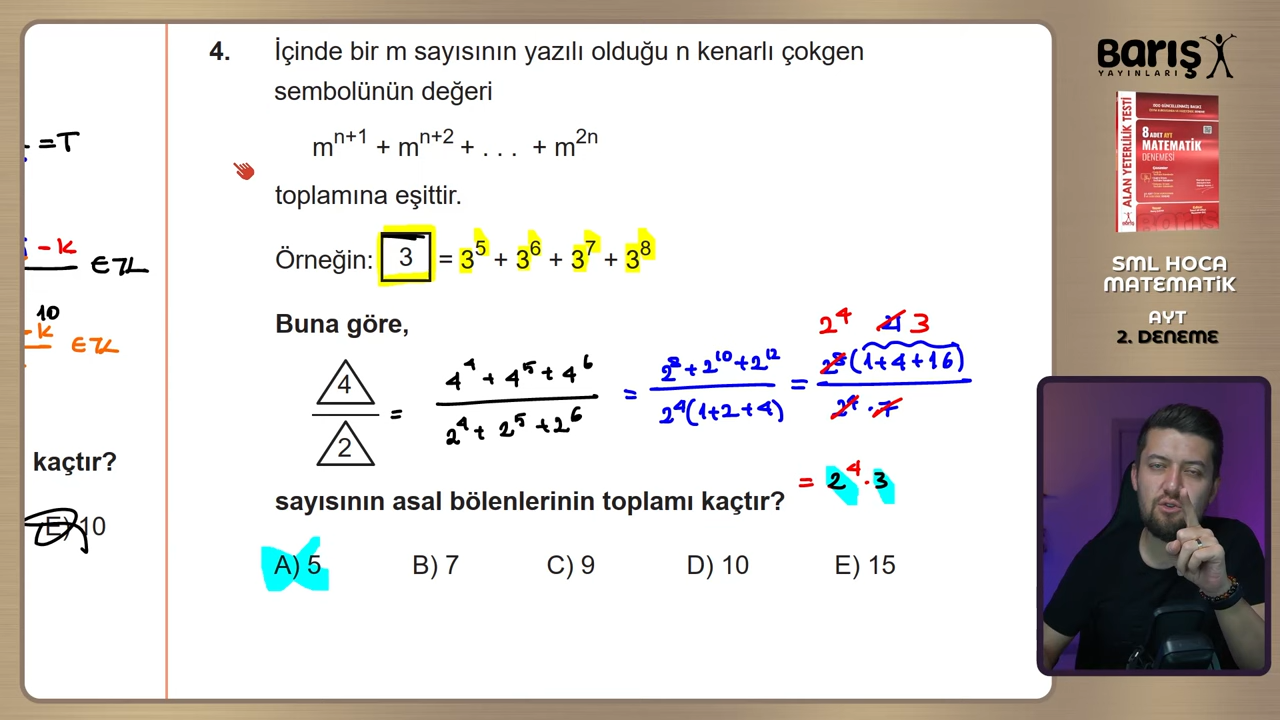 = T
- K
∈ Z
10
- K
∈ Z
kaçtır?
E) 10
4. İçinde bir m sayısının yazılı olduğu n kenarlı çokgen
sembolünün değeri
m^{n+1} + m^{n+2} + . . . + m^{2n}
toplamına eşittir.
Örneğin: 3 = 3^5 + 3^6 + 3^7 + 3^8
Buna göre,
4
2
= 4^4 + 4^5 + 4^6
2^4 + 2^5 + 2^6
= 2^8 + 2^{10} + 2^{12}
2^4(1+2+4)
2^4 21 3
= 2^8(1+4+16)
2^4 · 7
= 2^4 · 3
sayısının asal bölenlerinin toplamı kaçtır?
A) 5 B) 7 C) 9 D) 10 E) 15
Barış
YAYINLARI
ALAN YETERLİLİK TESTİ
8 ADET AYT
MATEMATİK
DENEMESİ
SML HOCA
MATEMATİK
AYT
2. DENEME